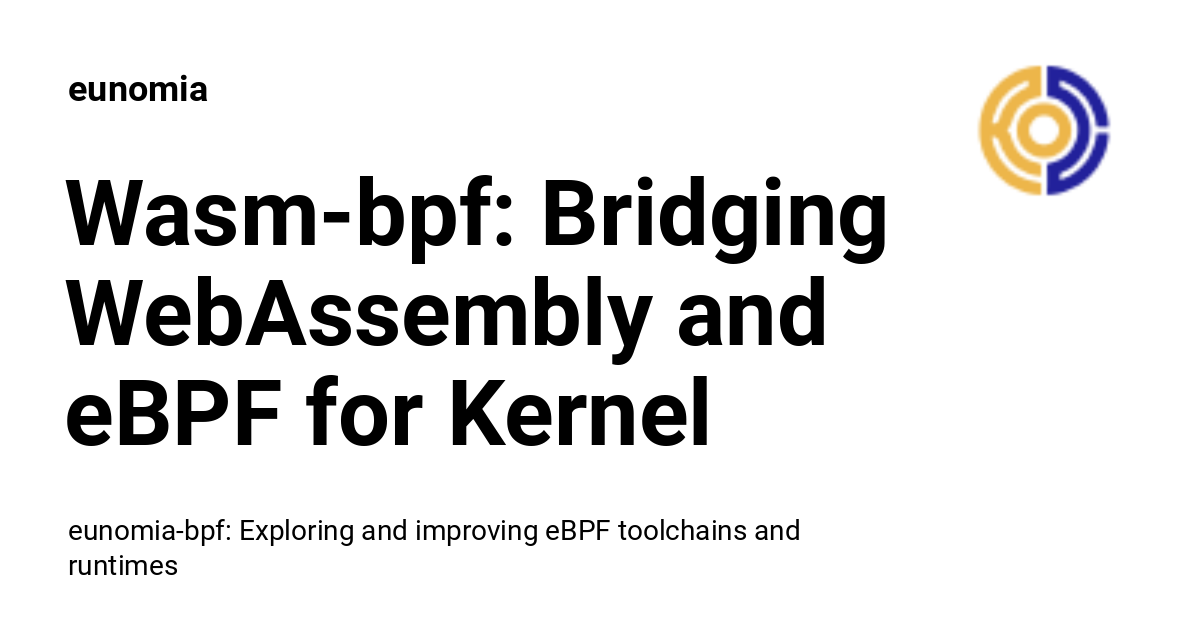 eunomia
Wasm-bpf: Bridging
WebAssembly and
eBPF for Kernel
eunomia-bpf: Exploring and improving eBPF toolchains and
runtimes